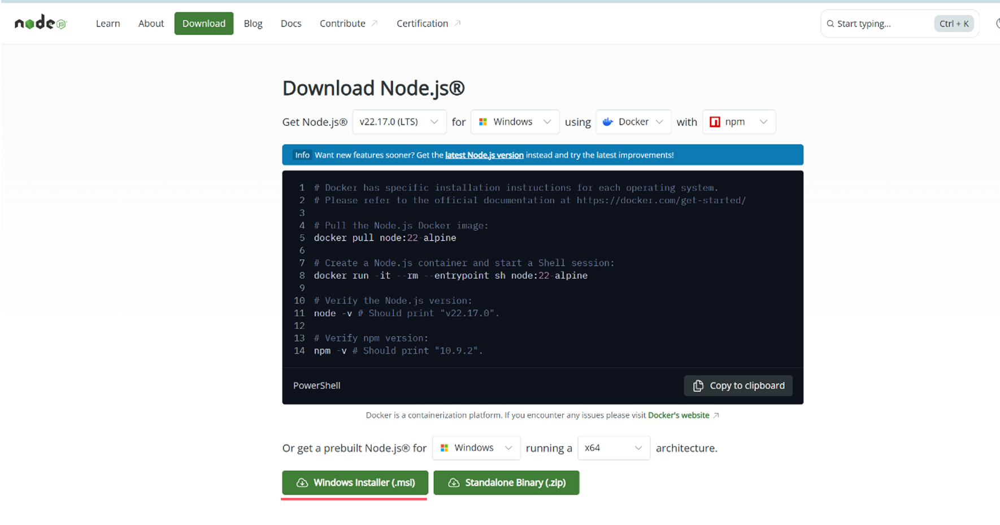 node js
Learn About Download Blog Docs Contribute Certification Start typing... Ctrl + K
Download Node.js®
Get Node.js® v22.17.0 (LTS) for Windows using Docker with npm
Info Want new features sooner? Get the latest Node.js version instead and try the latest improvements!
1 # Docker has specific installation instructions for each operating system.
2 # Please refer to the official documentation at https://docker.com/get-started/
3
4 # Pull the Node.js Docker image:
5 docker pull node:22-alpine
6
7 # Create a Node.js container and start a Shell session:
8 docker run -it --rm --entrypoint sh node:22-alpine
9
10 # Verify the Node.js version:
11 node -v # Should print "v22.17.0".
12
13 # Verify npm version:
14 npm -v # Should print "10.9.2".
PowerShell Copy to clipboard
Docker is a containerization platform. If you encounter any issues please visit Docker's website
Or get a prebuilt Node.js® for Windows running a x64 architecture.
Windows Installer (.msi) Standalone Binary (.zip)